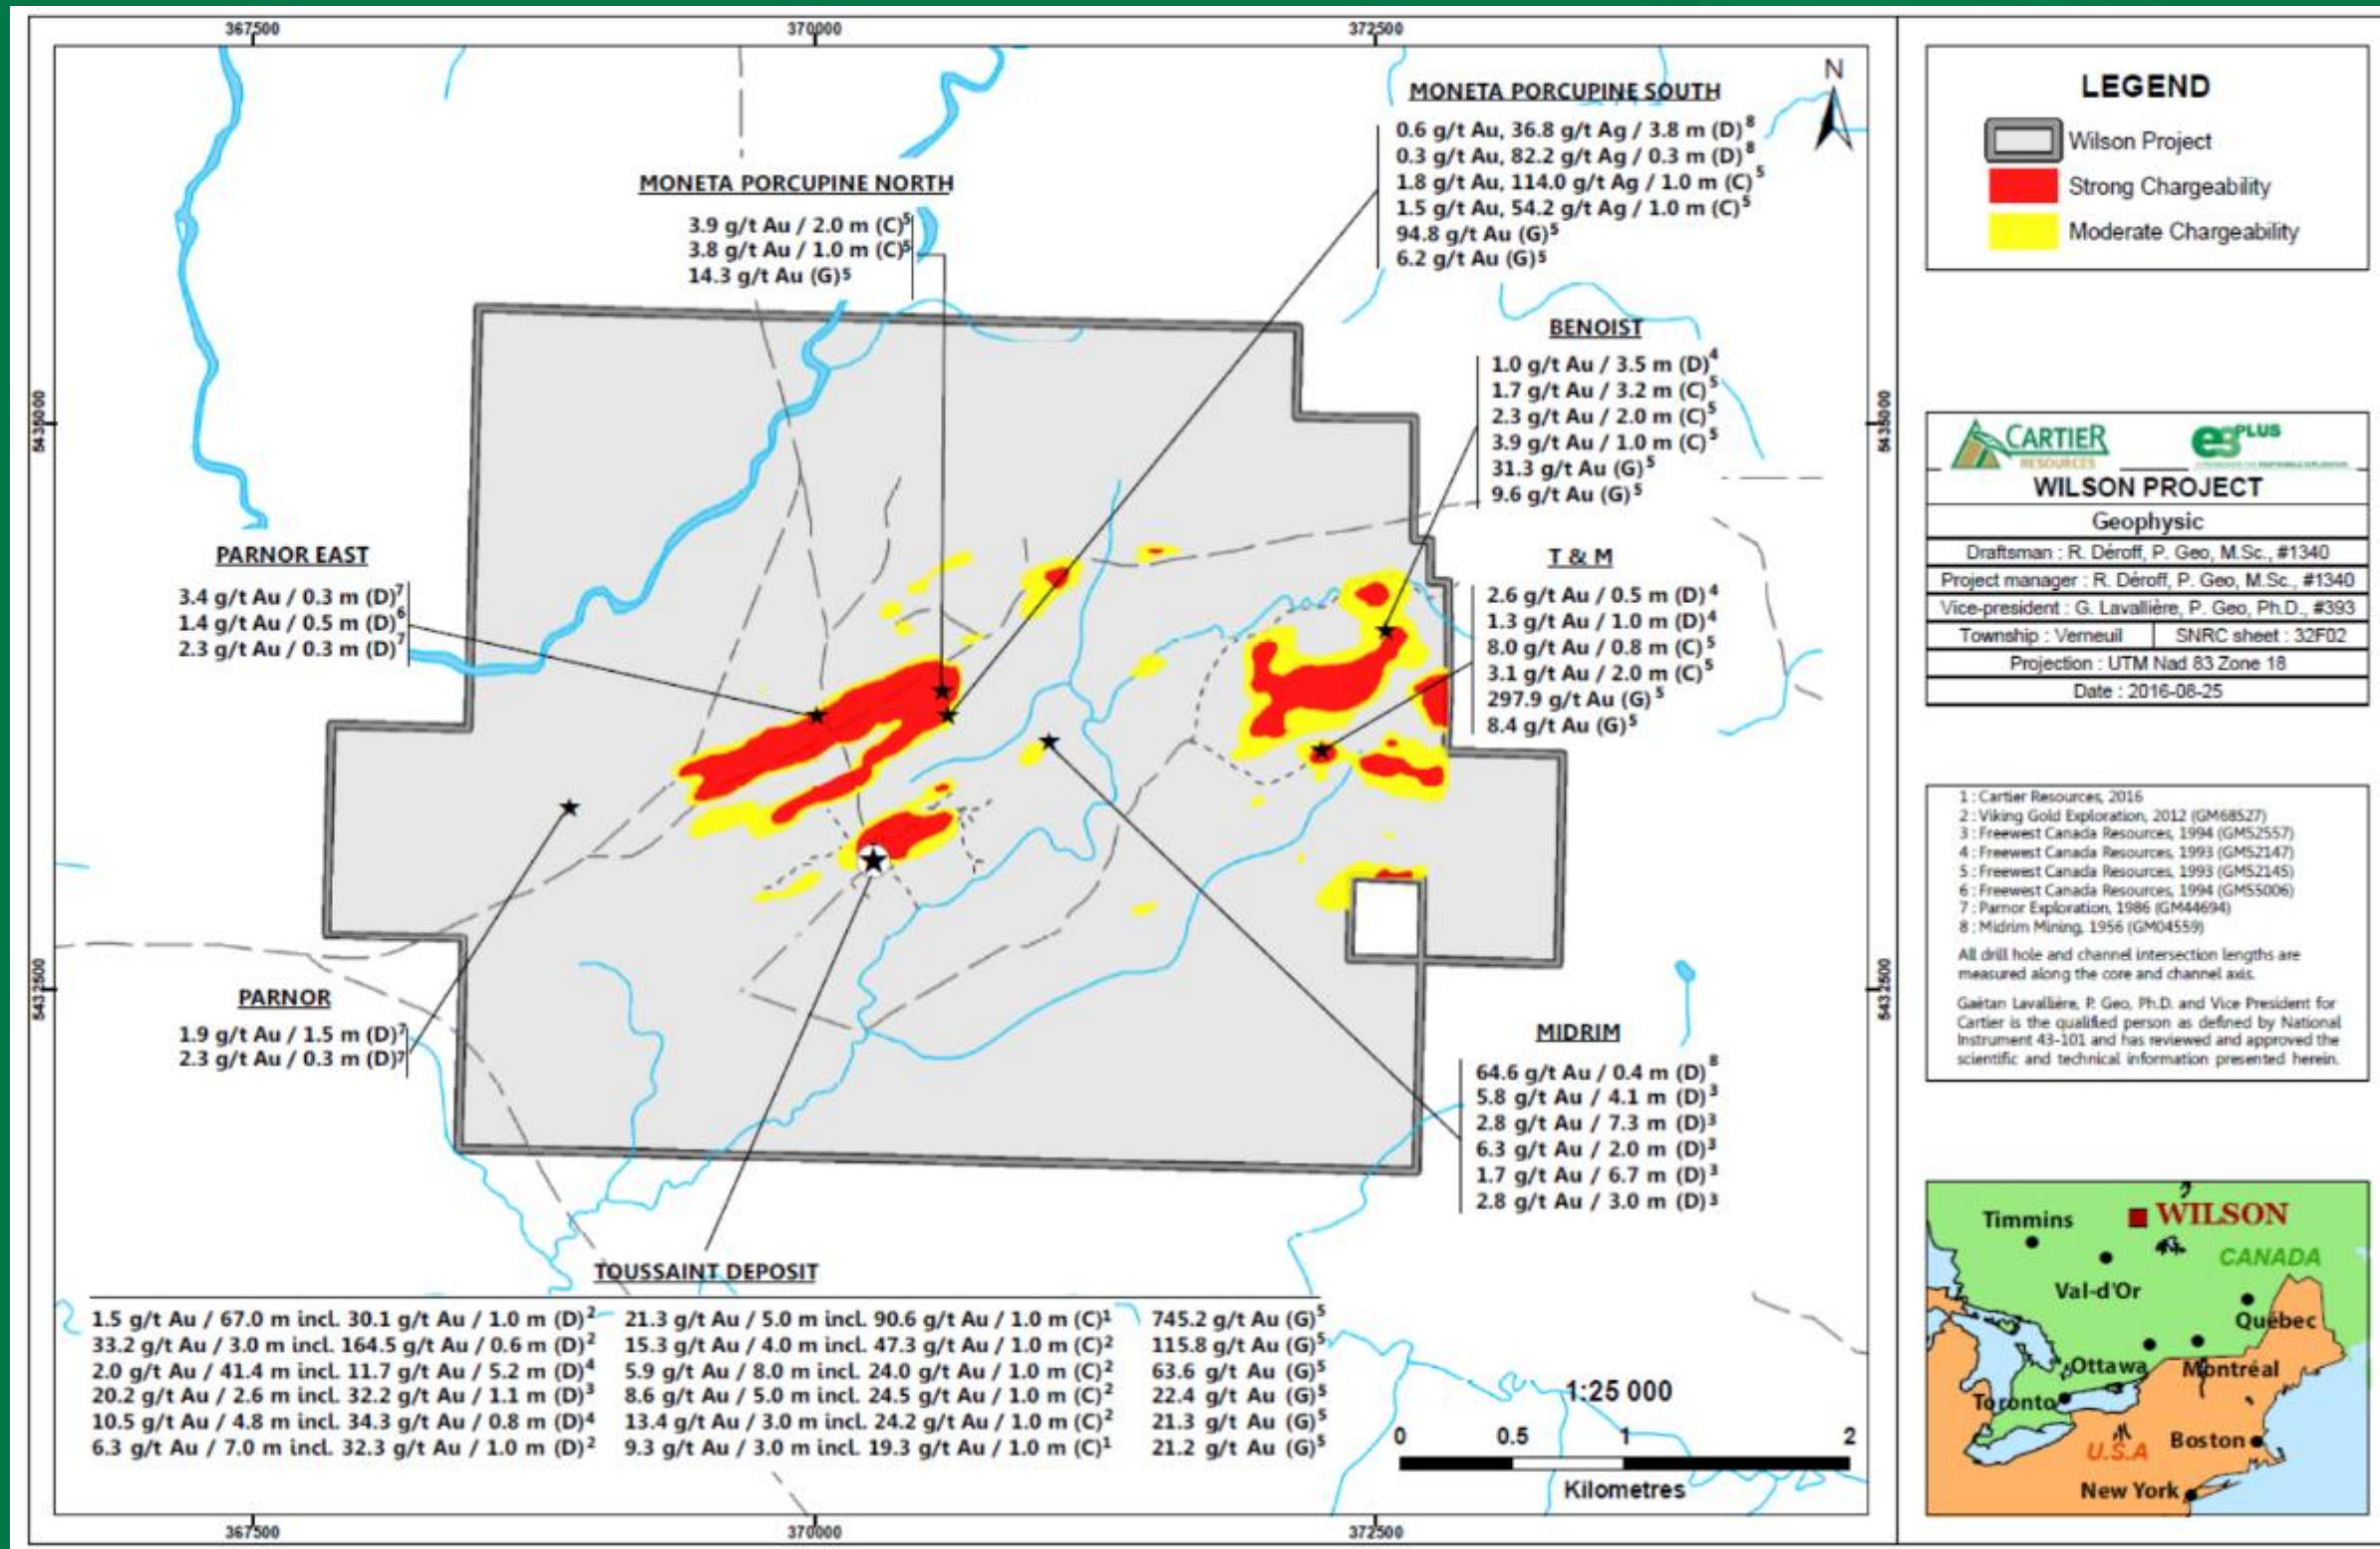 367500 370000 372500
N
MONETA PORCUPINE SOUTH
0.6 g/t Au, 36.8 g/t Ag / 3.8 m (D)8
0.3 g/t Au, 82.2 g/t Ag / 0.3 m (D)8
1.8 g/t Au, 114.0 g/t Ag / 1.0 m (C)5
1.5 g/t Au, 54.2 g/t Ag / 1.0 m (C)5
94.8 g/t Au (G)5
6.2 g/t Au (G)5
MONETA PORCUPINE NORTH
3.9 g/t Au / 2.0 m (C)5
3.8 g/t Au / 1.0 m (C)5
14.3 g/t Au (G)5
BENOIST
1.0 g/t Au / 3.5 m (D)4
1.7 g/t Au / 3.2 m (C)5
2.3 g/t Au / 2.0 m (C)5
3.9 g/t Au / 1.0 m (C)5
31.3 g/t Au (G)5
9.6 g/t Au (G)5
5435000 5435000
PARNOR EAST
3.4 g/t Au / 0.3 m (D)7
1.4 g/t Au / 0.5 m (D)6
2.3 g/t Au / 0.3 m (D)7
T & M
2.6 g/t Au / 0.5 m (D)4
1.3 g/t Au / 1.0 m (D)4
8.0 g/t Au / 0.8 m (C)5
3.1 g/t Au / 2.0 m (C)5
297.9 g/t Au (G)5
8.4 g/t Au (G)5
5432500 5432500
PARNOR
1.9 g/t Au / 1.5 m (D)7
2.3 g/t Au / 0.3 m (D)7
MIDRIM
64.6 g/t Au / 0.4 m (D)8
5.8 g/t Au / 4.1 m (D)3
2.8 g/t Au / 7.3 m (D)3
6.3 g/t Au / 2.0 m (D)3
1.7 g/t Au / 6.7 m (D)3
2.8 g/t Au / 3.0 m (D)3
TOUSSAINT DEPOSIT
1.5 g/t Au / 67.0 m incl. 30.1 g/t Au / 1.0 m (D)2 21.3 g/t Au / 5.0 m incl. 90.6 g/t Au / 1.0 m (C)1 745.2 g/t Au (G)5
33.2 g/t Au / 3.0 m incl. 164.5 g/t Au / 0.6 m (D)2 15.3 g/t Au / 4.0 m incl. 47.3 g/t Au / 1.0 m (C)2 115.8 g/t Au (G)5
2.0 g/t Au / 41.4 m incl. 11.7 g/t Au / 5.2 m (D)4 5.9 g/t Au / 8.0 m incl. 24.0 g/t Au / 1.0 m (C)2 63.6 g/t Au (G)5
20.2 g/t Au / 2.6 m incl. 32.2 g/t Au / 1.1 m (D)3 8.6 g/t Au / 5.0 m incl. 24.5 g/t Au / 1.0 m (C)2 22.4 g/t Au (G)5
10.5 g/t Au / 4.8 m incl. 34.3 g/t Au / 0.8 m (D)4 13.4 g/t Au / 3.0 m incl. 24.2 g/t Au / 1.0 m (C)2 21.3 g/t Au (G)5
6.3 g/t Au / 7.0 m incl. 32.3 g/t Au / 1.0 m (D)2 9.3 g/t Au / 3.0 m incl. 19.3 g/t Au / 1.0 m (C)1 21.2 g/t Au (G)5
1:25 000
0 0.5 1 2
Kilometres
367500 370000 372500
LEGEND
Wilson Project
Strong Chargeability
Moderate Chargeability
CARTIER
RESOURCES
e3 PLUS
WILSON PROJECT
Geophysic
Draftsman : R. Déroff, P. Geo, M.Sc., #1340
Project manager : R. Déroff, P. Geo, M.Sc., #1340
Vice-president : G. Lavallière, P. Geo, Ph.D., #393
Township : Verneuil SNRC sheet : 32F02
Projection : UTM Nad 83 Zone 18
Date : 2016-08-25
1 : Cartier Resources, 2016
2 : Viking Gold Exploration, 2012 (GM68527)
3 : Freewest Canada Resources, 1994 (GM52557)
4 : Freewest Canada Resources, 1993 (GM52147)
5 : Freewest Canada Resources, 1993 (GM52145)
6 : Freewest Canada Resources, 1994 (GM55006)
7 : Parnor Exploration, 1986 (GM44694)
8 : Midrim Mining, 1956 (GM04559)
All drill hole and channel intersection lengths are
measured along the core and channel axis.
Gaétan Lavallière, P. Geo, Ph.D. and Vice President for
Cartier is the qualified person as defined by National
Instrument 43-101 and has reviewed and approved the
scientific and technical information presented herein.
Timmins WILSON
CANADA
Val-d'Or
Québec
Ottawa Montréal
Toronto
U.S.A Boston
New York